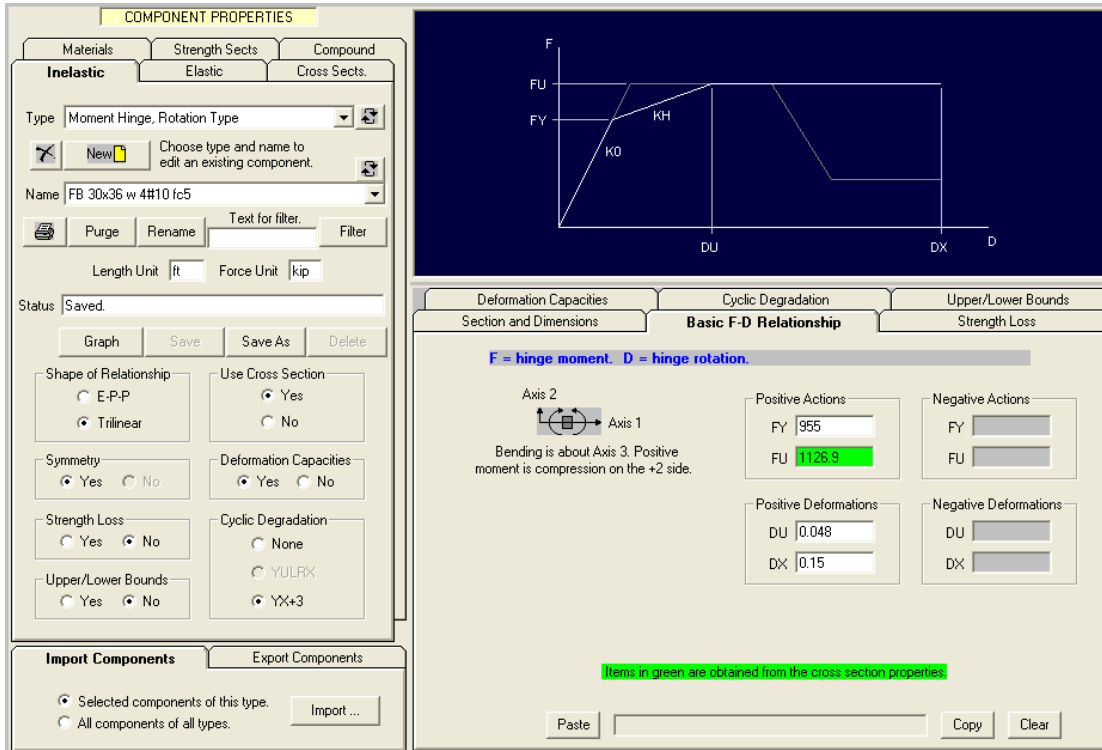 COMPONENT PROPERTIES
Materials
Strength Sects
Compound
Inelastic
Elastic
Cross Sects.
Type
Moment Hinge, Rotation Type
New
Choose type and name to
edit an existing component.
Name
FB 30x36 w 4#10 fc5
Purge
Rename
Text for filter.
Filter
Length Unit
ft
Force Unit
kip
Status
Saved.
Graph
Save
Save As
Delete
Shape of Relationship
E-P-P
Trilinear
Use Cross Section
Yes
No
Symmetry
Yes
No
Deformation Capacities
Yes
No
Strength Loss
Yes
No
Cyclic Degradation
None
YULRX
YX+3
Upper/Lower Bounds
Yes
No
Import Components
Export Components
Selected components of this type.
All components of all types.
Import ...
F
FU
FY
K0
KH
DU
DX
D
Deformation Capacities
Cyclic Degradation
Upper/Lower Bounds
Section and Dimensions
Basic F-D Relationship
Strength Loss
F = hinge moment. D = hinge rotation.
Axis 2
Axis 1
Bending is about Axis 3. Positive
moment is compression on the +2 side.
Positive Actions
FY
955
FU
1126.9
Negative Actions
FY
FU
Positive Deformations
DU
0.048
DX
0.15
Negative Deformations
DU
DX
Items in green are obtained from the cross section properties.
Paste
Copy
Clear